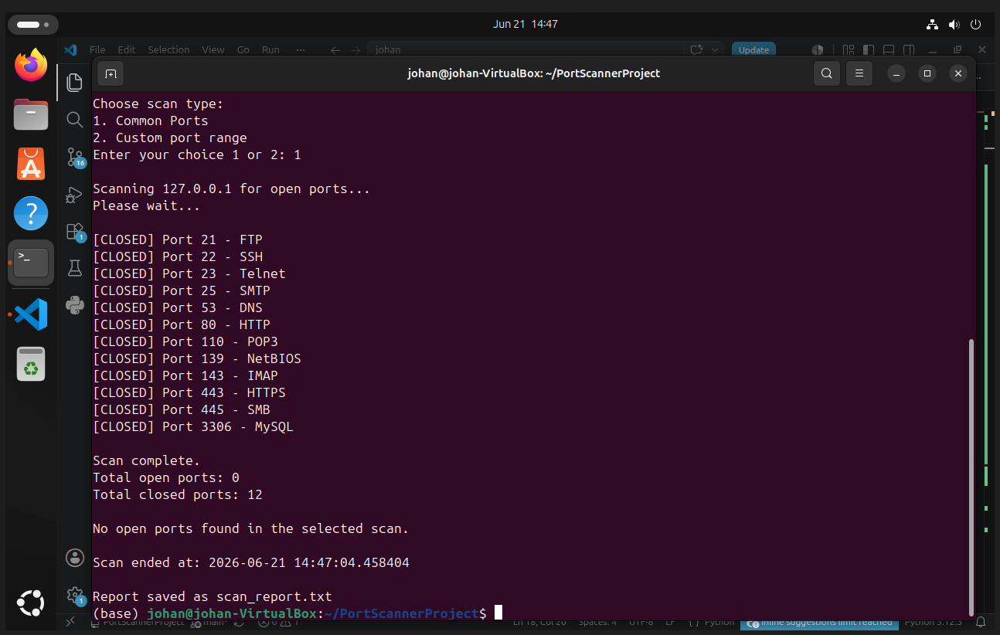 Jun 21 14:47
File Edit Selection View Go Run ... johan Update
johan@johan-VirtualBox: ~/PortScannerProject
Choose scan type:
1. Common Ports
2. Custom port range
Enter your choice 1 or 2: 1
Scanning 127.0.0.1 for open ports...
Please wait...
[CLOSED] Port 21 - FTP
[CLOSED] Port 22 - SSH
[CLOSED] Port 23 - Telnet
[CLOSED] Port 25 - SMTP
[CLOSED] Port 53 - DNS
[CLOSED] Port 80 - HTTP
[CLOSED] Port 110 - POP3
[CLOSED] Port 139 - NetBIOS
[CLOSED] Port 143 - IMAP
[CLOSED] Port 443 - HTTPS
[CLOSED] Port 445 - SMB
[CLOSED] Port 3306 - MySQL
Scan complete.
Total open ports: 0
Total closed ports: 12
No open ports found in the selected scan.
Scan ended at: 2026-06-21 14:47:04.458404
Report saved as scan_report.txt
(base) johan@johan-VirtualBox:~/PortScannerProject$
16
1
1
PortScannerProject main* 0 1 Ln 18, Col 20 Spaces: 4 UTF-8 LF {} Python Inline suggestions limit reached Python 3.12.3